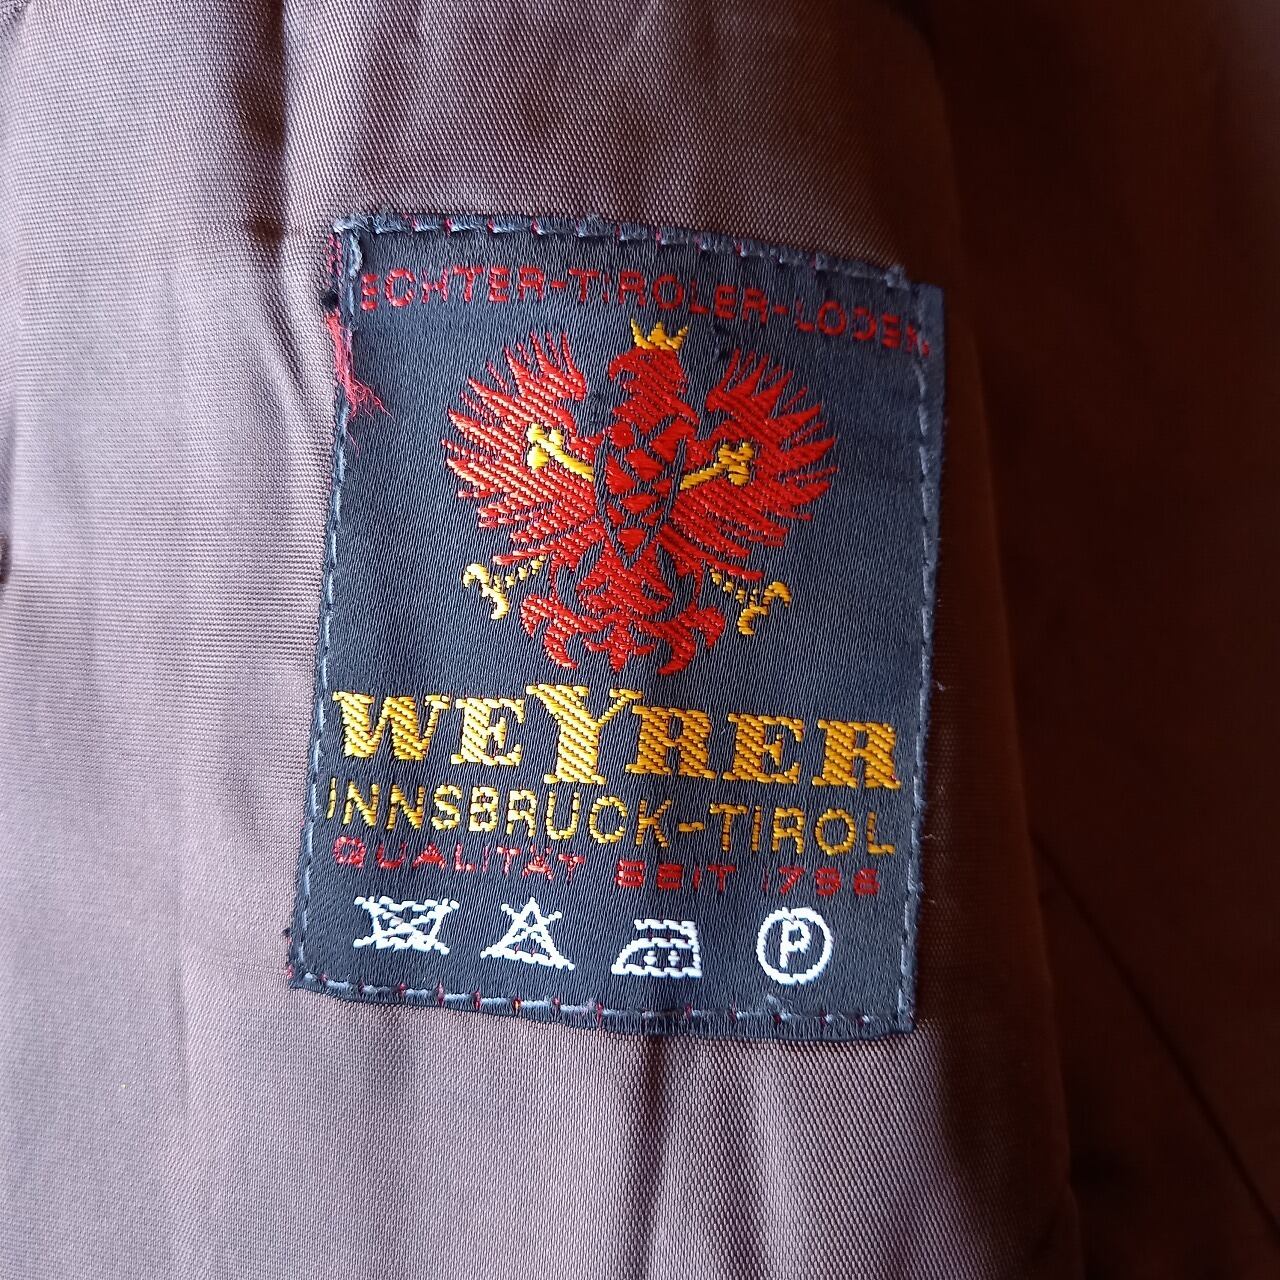 ECHTER-TIROLER-LODEN
WEYRER
INNSBRUCK-TIROL
QUALITÄT SEIT 1796
P